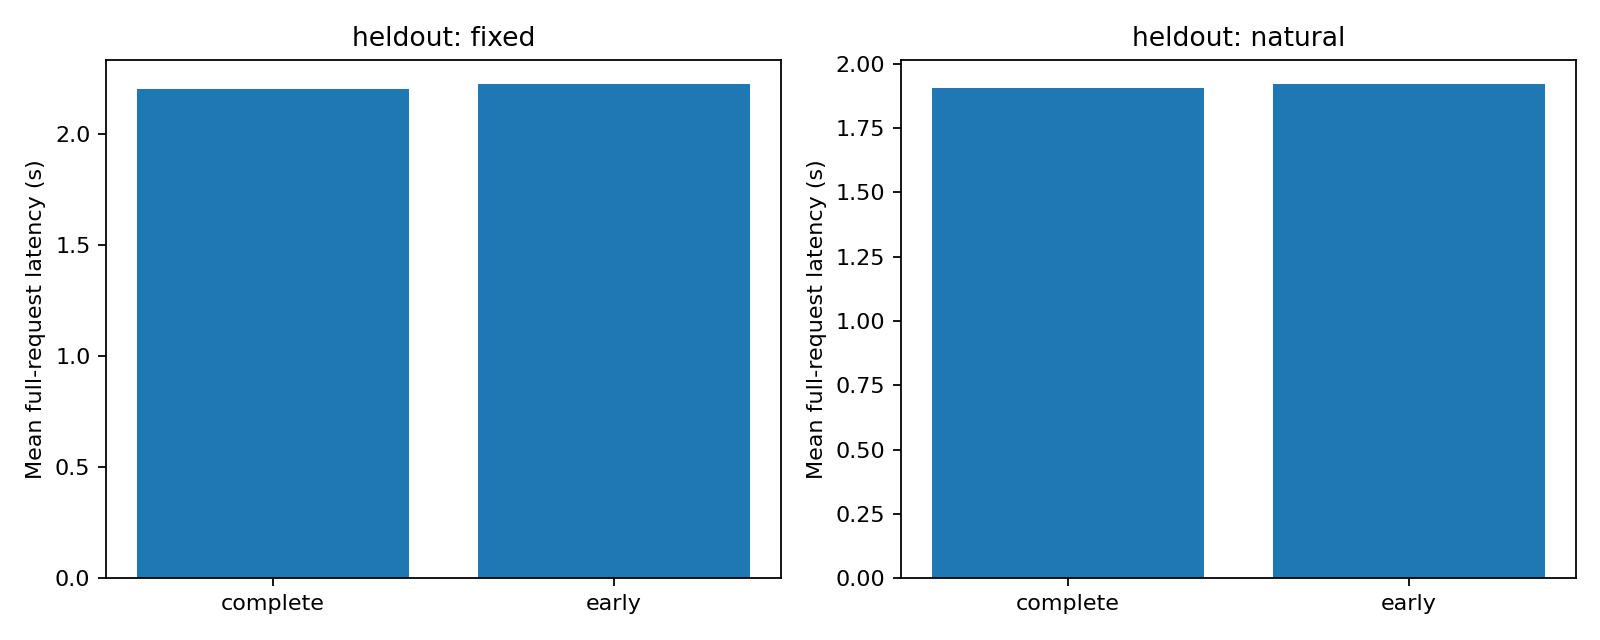 heldout: fixed
Mean full-request latency (s)
2.0
1.5
1.0
0.5
0.0
complete
early
heldout: natural
Mean full-request latency (s)
2.00
1.75
1.50
1.25
1.00
0.75
0.50
0.25
0.00
complete
early